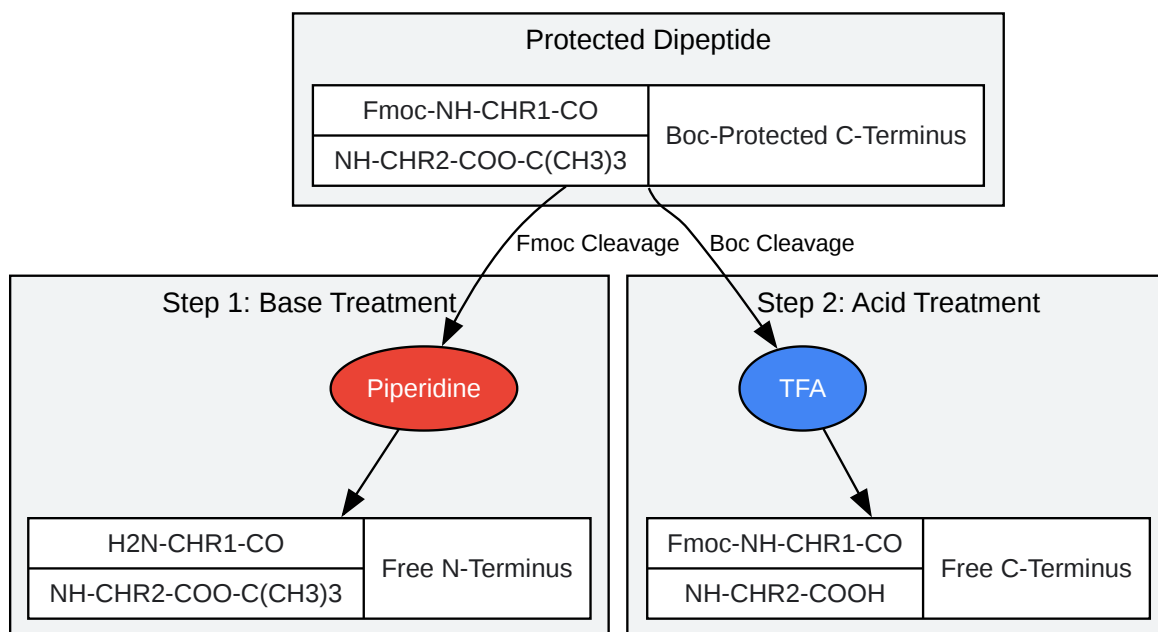 Protected Dipeptide
Fmoc-NH-CHR1-CO
NH-CHR2-COO-C(CH3)3
Boc-Protected C-Terminus
Fmoc Cleavage
Boc Cleavage
Step 1: Base Treatment
Piperidine
H2N-CHR1-CO
NH-CHR2-COO-C(CH3)3
Free N-Terminus
Step 2: Acid Treatment
TFA
Fmoc-NH-CHR1-CO
NH-CHR2-COOH
Free C-Terminus